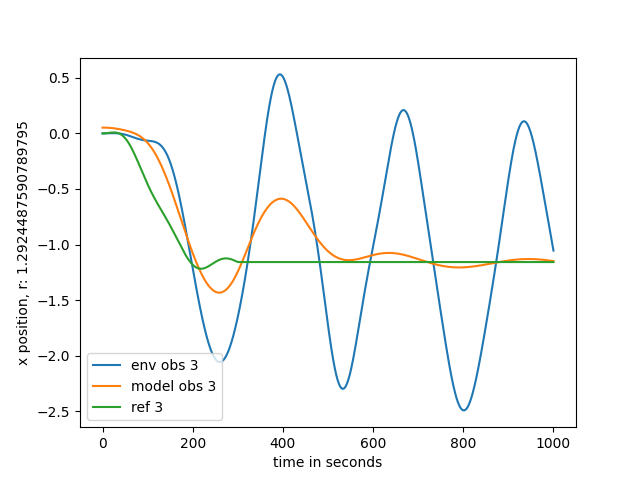 0.5
0.0
−0.5
−1.0
−1.5
−2.0
−2.5
x position, r: 1.2924487590789795
env obs 3
model obs 3
ref 3
0 200 400 600 800 1000
time in seconds